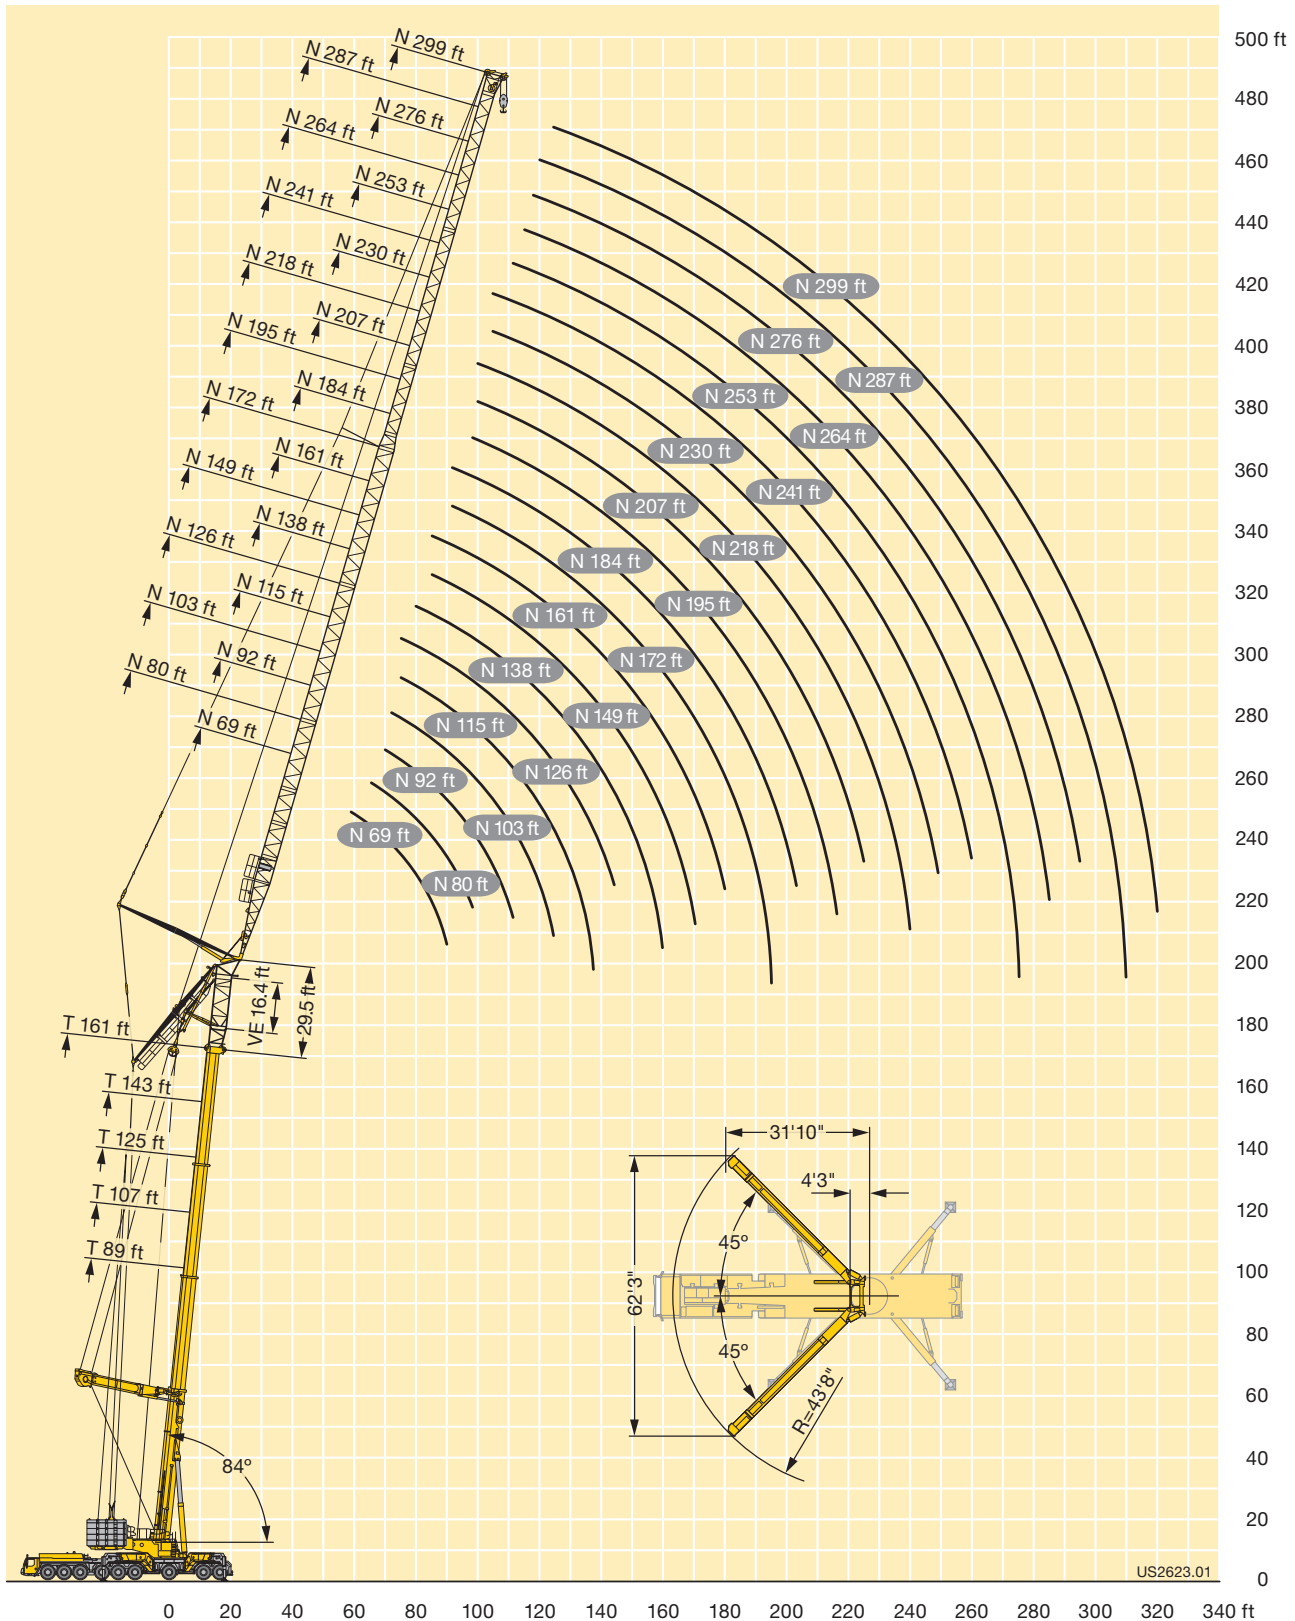 500 ft
N 299 ft
N 287 ft
480
N 276 ft
N 264 ft
460
N 253 ft
N 241 ft
440
N 230 ft
N 218 ft
420
N 299 ft
N 207 ft
N 195 ft
400
N 276 ft
N 184 ft
N 287 ft
N 172 ft
380
N 253 ft
N 264 ft
N 161 ft
N 230 ft
360
N 149 ft
N 241 ft
N 207 ft
N 138 ft
340
N 126 ft
N 218 ft
N 184 ft
320
N 115 ft
N 103 ft
N 195 ft
N 161 ft
300
N 92 ft
N 172 ft
N 80 ft
N 138 ft
280
N 69 ft
N 149 ft
N 115 ft
260
N 126 ft
N 92 ft
240
N 103 ft
N 69 ft
220
N 80 ft
200
VE 16.4 ft
29.5 ft
180
T 161 ft
160
T 143 ft
140
T 125 ft
31'10"
120
T 107 ft
4'3"
100
T 89 ft
45°
62'3"
80
45°
60
R=43'8"
40
84°
20
US2623.01
0
0 20 40 60 80 100 120 140 160 180 200 220 240 260 280 300 320 340 ft